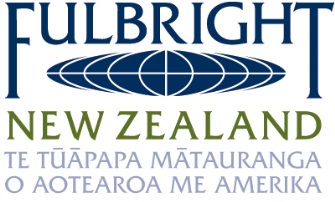 FULBRIGHT
NEW ZEALAND
TE TŪĀPAPA MĀTAURANGA
O AOTEAROA ME AMERIKA